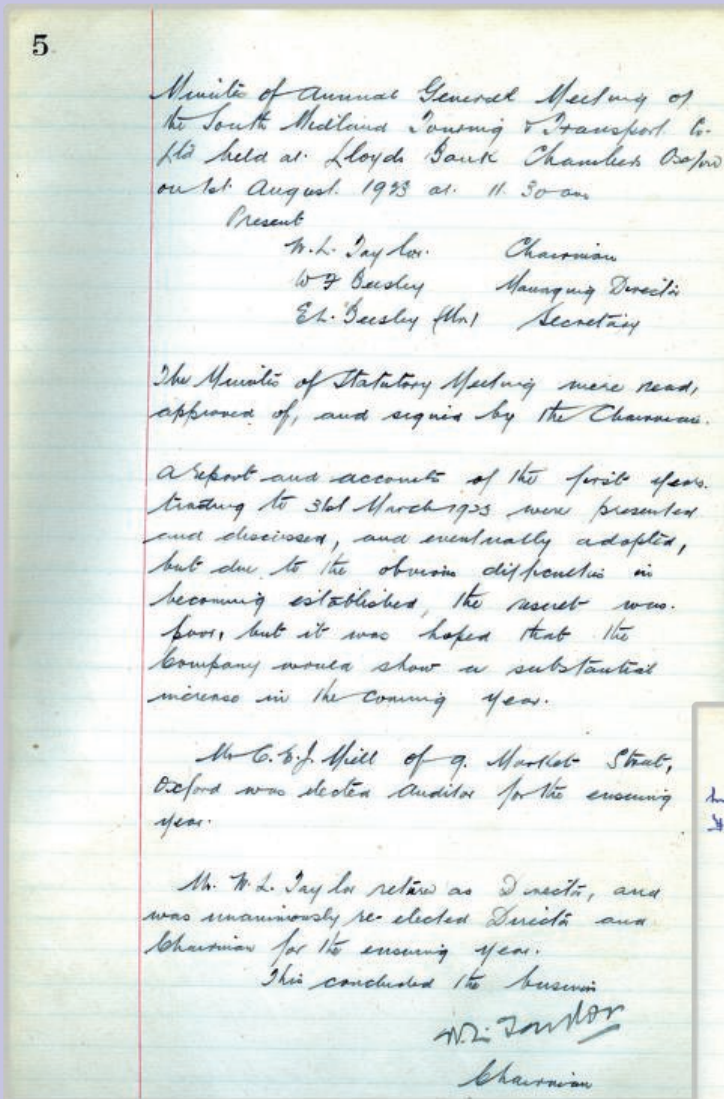 5
Minutes of Annual General Meeting of
the South Midland Touring & Transport Co.
Ltd held at Lloyds Bank Chambers Oxford
on 1st August 1923 at 11.30 am
Present
W.L. Taylor. Chairman
W F Beesley Managing Director
E.L. Beesley (Mr) Secretary
The Minutes of Statutory Meeting were read,
approved of, and signed by the Chairman.
A report and accounts of the first years
trading to 31st March 1923 were presented
and discussed, and eventually adopted,
but due to the obvious difficulties in
becoming established, the result was
poor, but it was hoped that the
Company would show a substantial
increase in the coming year.
Mr C.E.J. Mill of 9. Market Street,
Oxford was elected Auditor for the ensuing
year.
Mr. W.L. Taylor retire as Director, and
was unanimously re-elected Director and
Chairman for the ensuing year.
This concluded the business
W.L. Taylor
Chairman